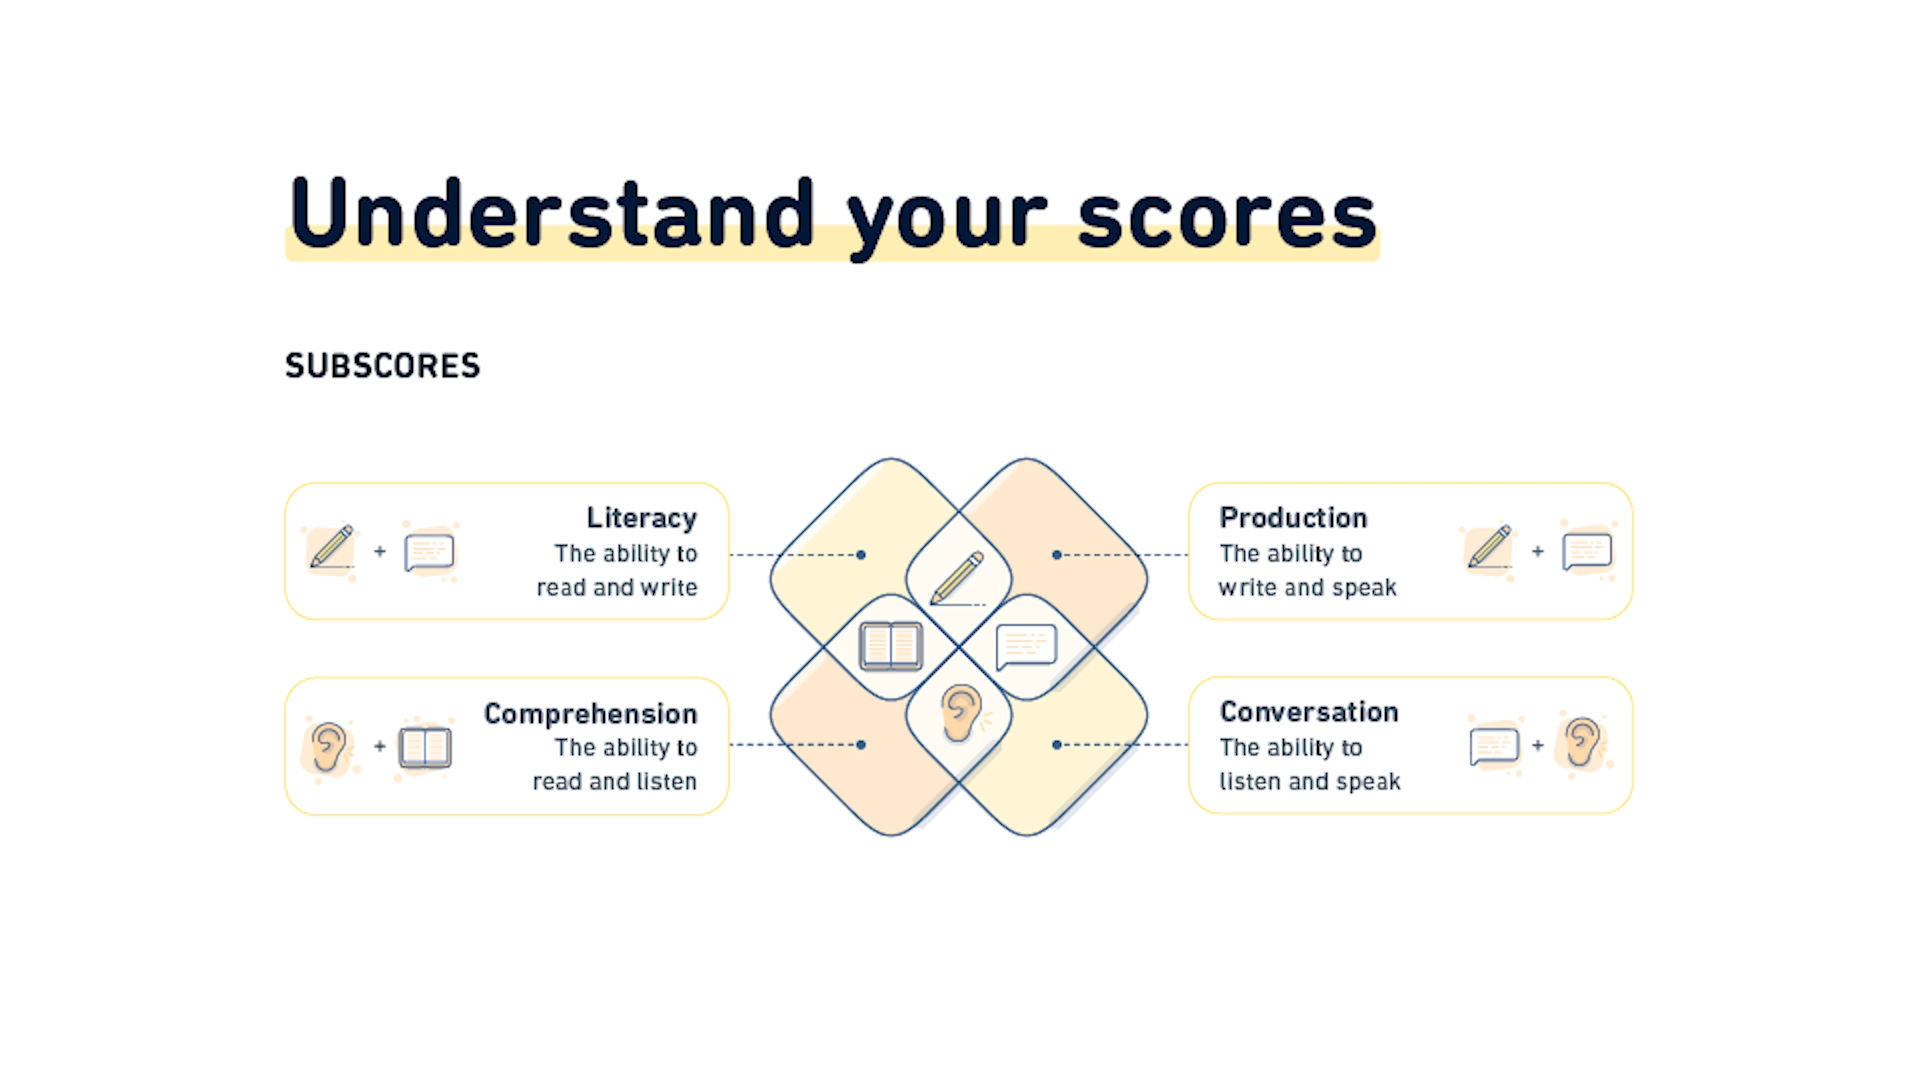 Understand your scores
SUBSCORES
Literacy
The ability to
read and write
+
Comprehension
The ability to
read and listen
+
Production
The ability to
write and speak
+
Conversation
The ability to
listen and speak
+